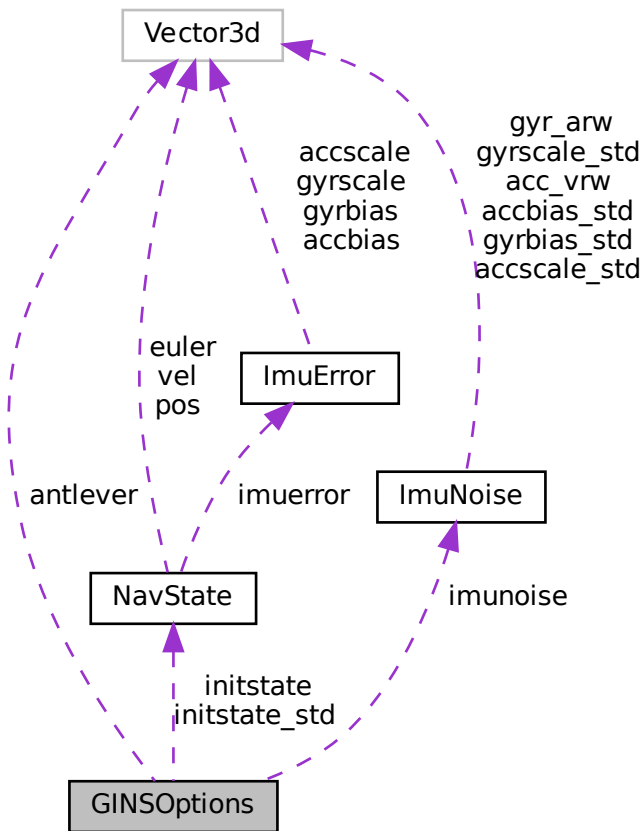 Vector3d
gyr_arw
gyrscale_std
acc_vrw
accbias_std
gyrbias_std
accscale_std
accscale
gyrscale
gyrbias
accbias
euler
vel
pos
ImuError
antlever
imuerror
ImuNoise
NavState
imunoise
initstate
initstate_std
GINSOptions